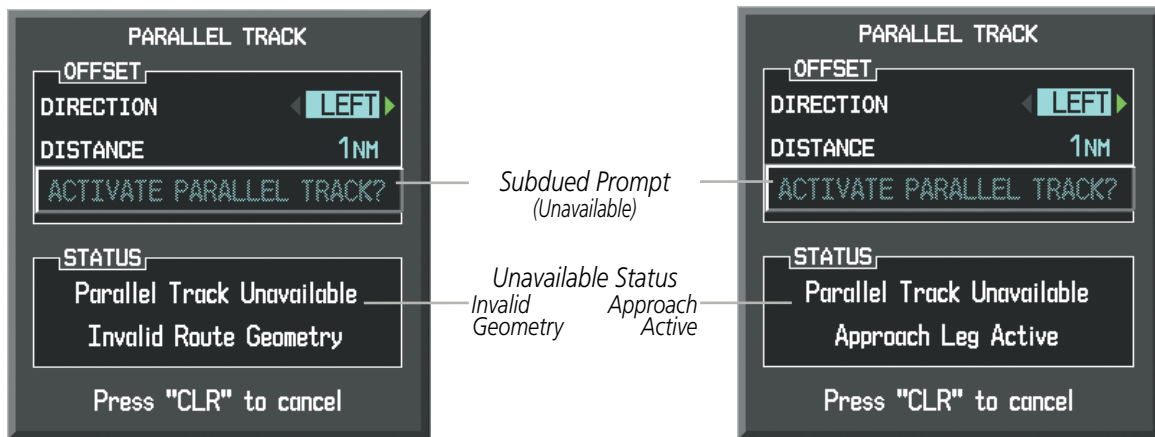 PARALLEL TRACK
OFFSET
DIRECTION LEFT
DISTANCE 1NM
ACTIVATE PARALLEL TRACK?
STATUS
Parallel Track Unavailable
Invalid Route Geometry
Press "CLR" to cancel
Subdued Prompt
(Unavailable)
Unavailable Status
Invalid
Geometry
Approach
Active
PARALLEL TRACK
OFFSET
DIRECTION LEFT
DISTANCE 1NM
ACTIVATE PARALLEL TRACK?
STATUS
Parallel Track Unavailable
Approach Leg Active
Press "CLR" to cancel